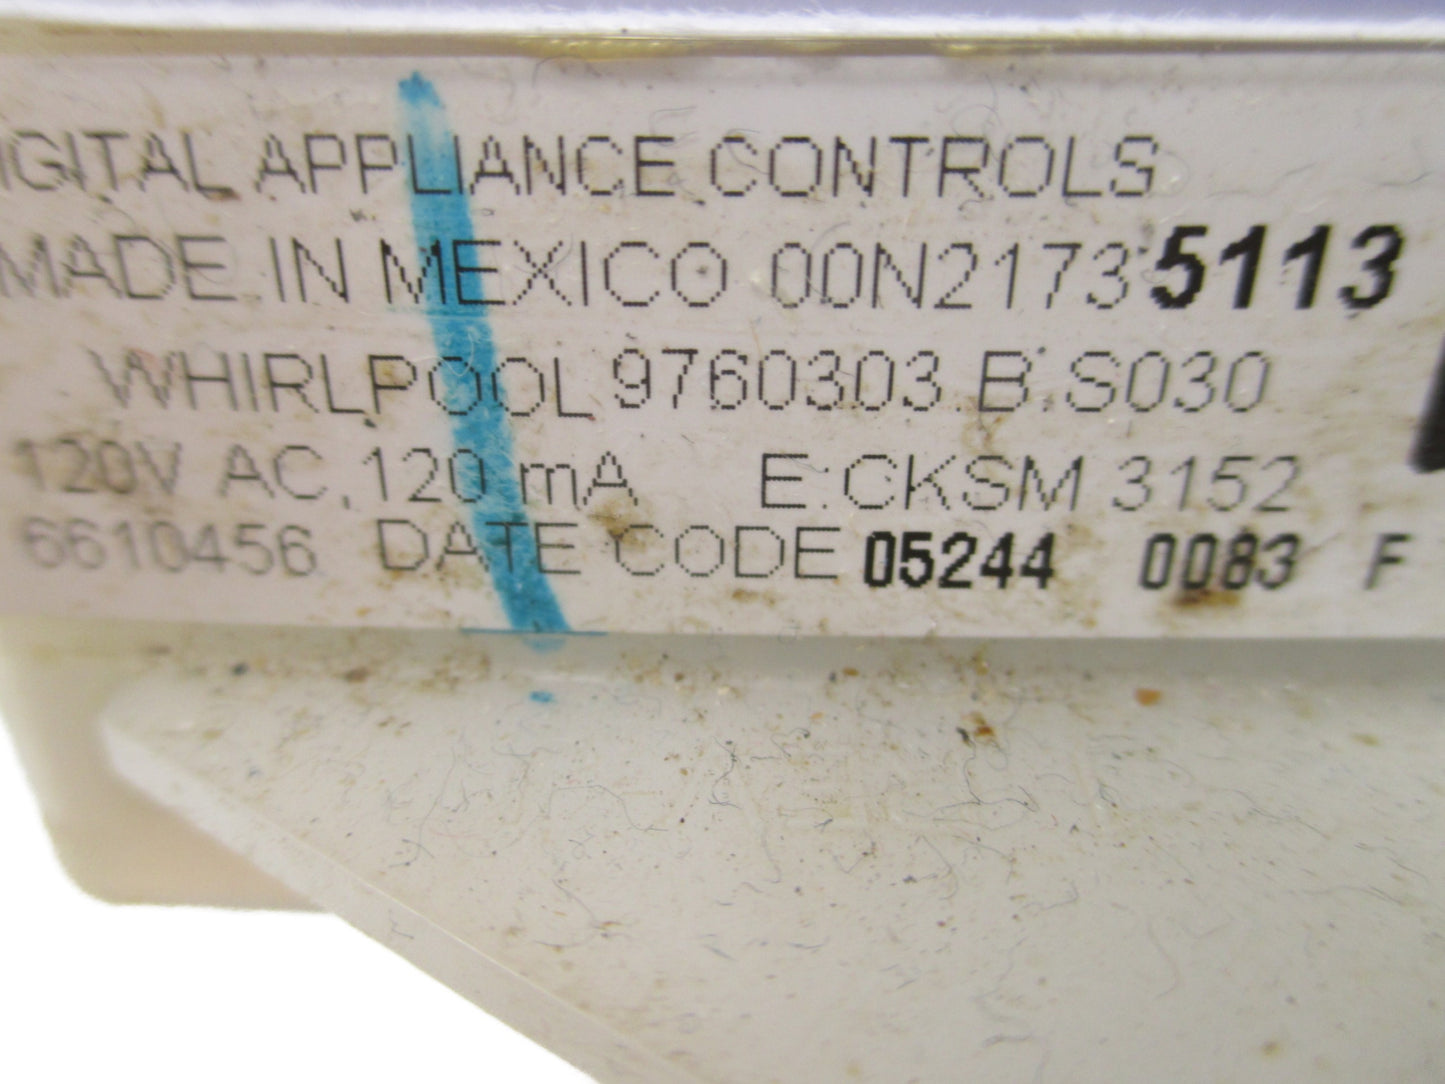 IGITAL APPLIANCE CONTROLS
MADE IN MEXICO 00N2173 5113
WHIRLPOOL 9760303 B.S030
120V AC, 120 mA E:CKSM 3152
6610456 DATE CODE 05244 0083 F